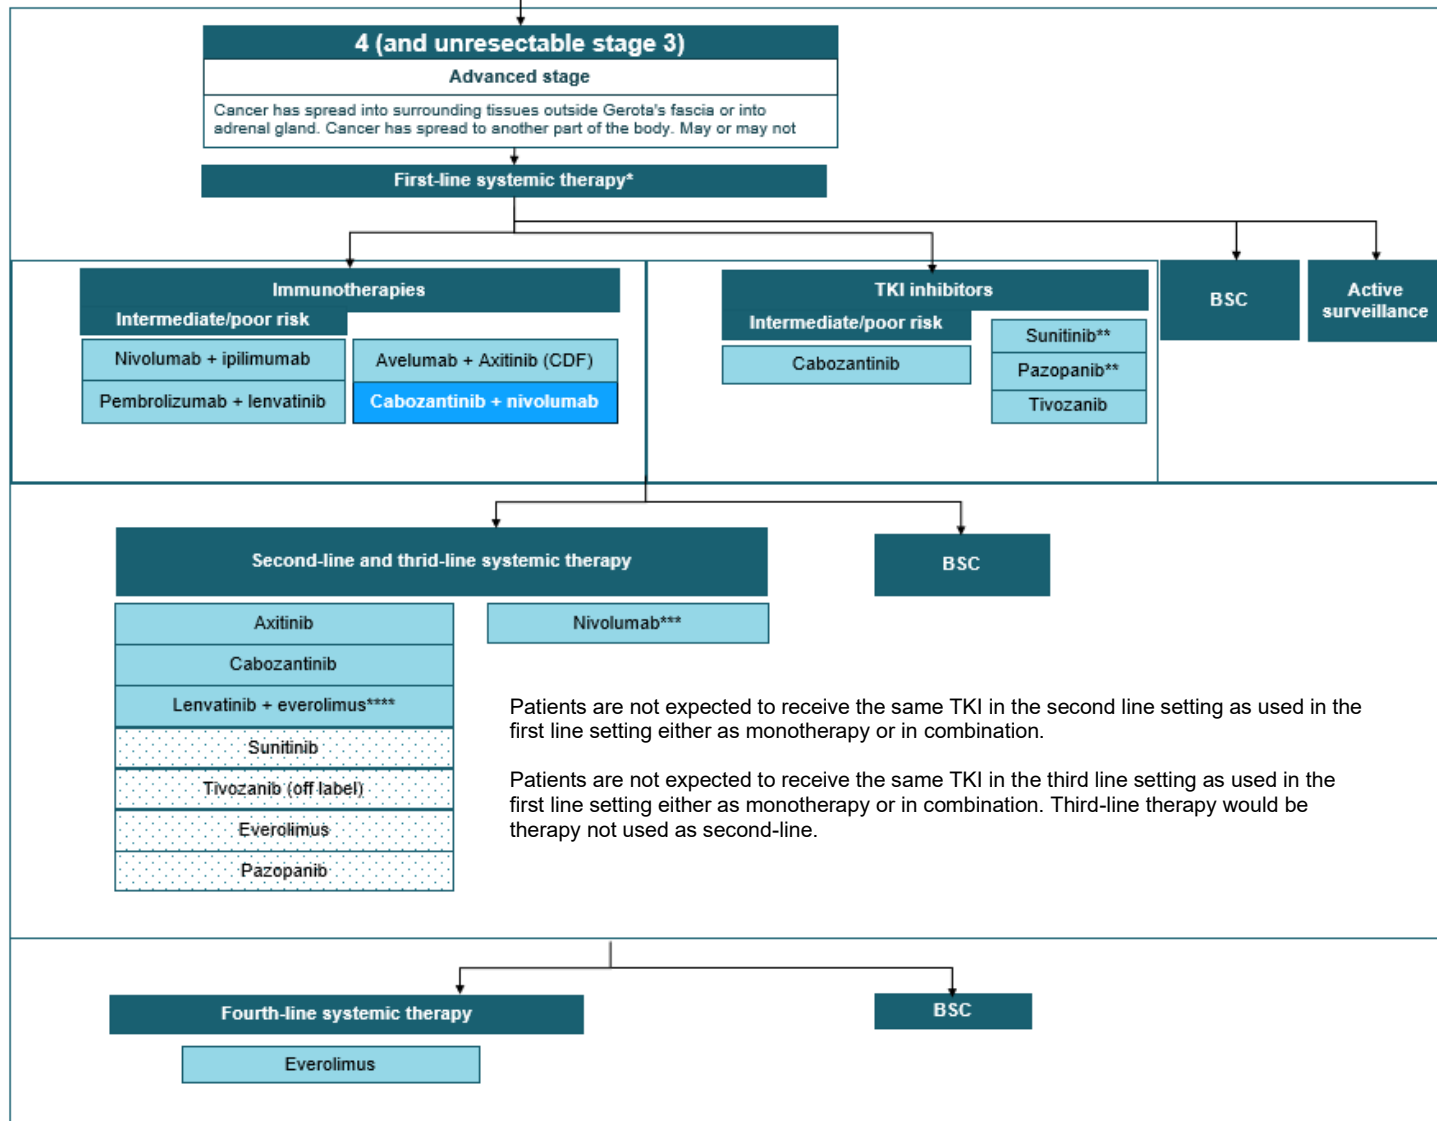 4 (and unresectable stage 3)
Advanced stage
Cancer has spread into surrounding tissues outside Gerota's fascia or into
adrenal gland. Cancer has spread to another part of the body. May or may not
First-line systemic therapy*
Immunotherapies
Intermediate/poor risk
Nivolumab + ipilimumab
Pembrolizumab + lenvatinib
Avelumab + Axitinib (CDF)
Cabozantinib + nivolumab
TKI inhibitors
Intermediate/poor risk
Cabozantinib
Sunitinib**
Pazopanib**
Tivozanib
BSC
Active
surveillance
Second-line and thrid-line systemic therapy
BSC
Axitinib
Cabozantinib
Lenvatinib + everolimus****
Sunitinib
Tivozanib (off label)
Everolimus
Pazopanib
Nivolumab***
Patients are not expected to receive the same TKI in the second line setting as used in the
first line setting either as monotherapy or in combination.
Patients are not expected to receive the same TKI in the third line setting as used in the
first line setting either as monotherapy or in combination. Third-line therapy would be
therapy not used as second-line.
Fourth-line systemic therapy
Everolimus
BSC